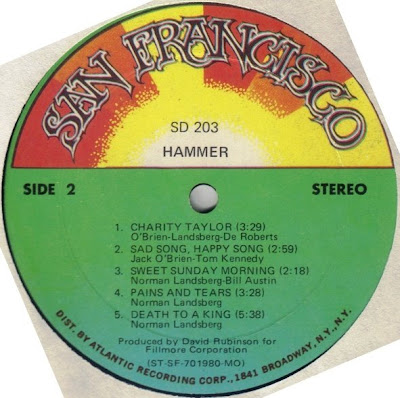 SAN FRANCISCO
SD 203
HAMMER
SIDE 2
STEREO
1. CHARITY TAYLOR (3:29)
O'Brien-Landsberg-De Roberts
2. SAD SONG, HAPPY SONG (2:59)
Jack O'Brien-Tom Kennedy
3. SWEET SUNDAY MORNING (2:18)
Norman Landsberg-Bill Austin
4. PAINS AND TEARS (3:28)
Norman Landsberg
5. DEATH TO A KING (5:38)
Norman Landsberg
Produced by David Rubinson for
Fillmore Corporation
(ST-SF-701980-MO)
DIST. BY ATLANTIC RECORDING CORP., 1841 BROADWAY, N.Y., N.Y.